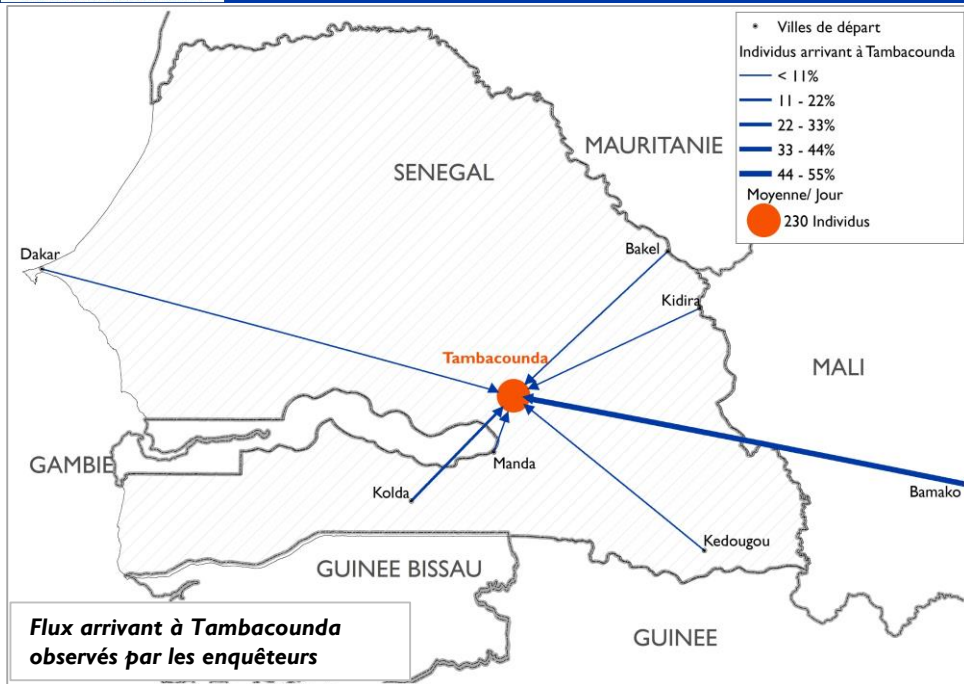 Villes de départ
Individus arrivant à Tambacounda
< 11%
11 - 22%
22 - 33%
33 - 44%
44 - 55%
Moyenne/ Jour
230 Individus
MAURITANIE
SENEGAL
Dakar
Bakel
Kidira
Tambacounda
MALI
GAMBIE
Manda
Kolda
Bamako
Kedougou
GUINEE BISSAU
GUINEE
Flux arrivant à Tambacounda
observés par les enquêteurs